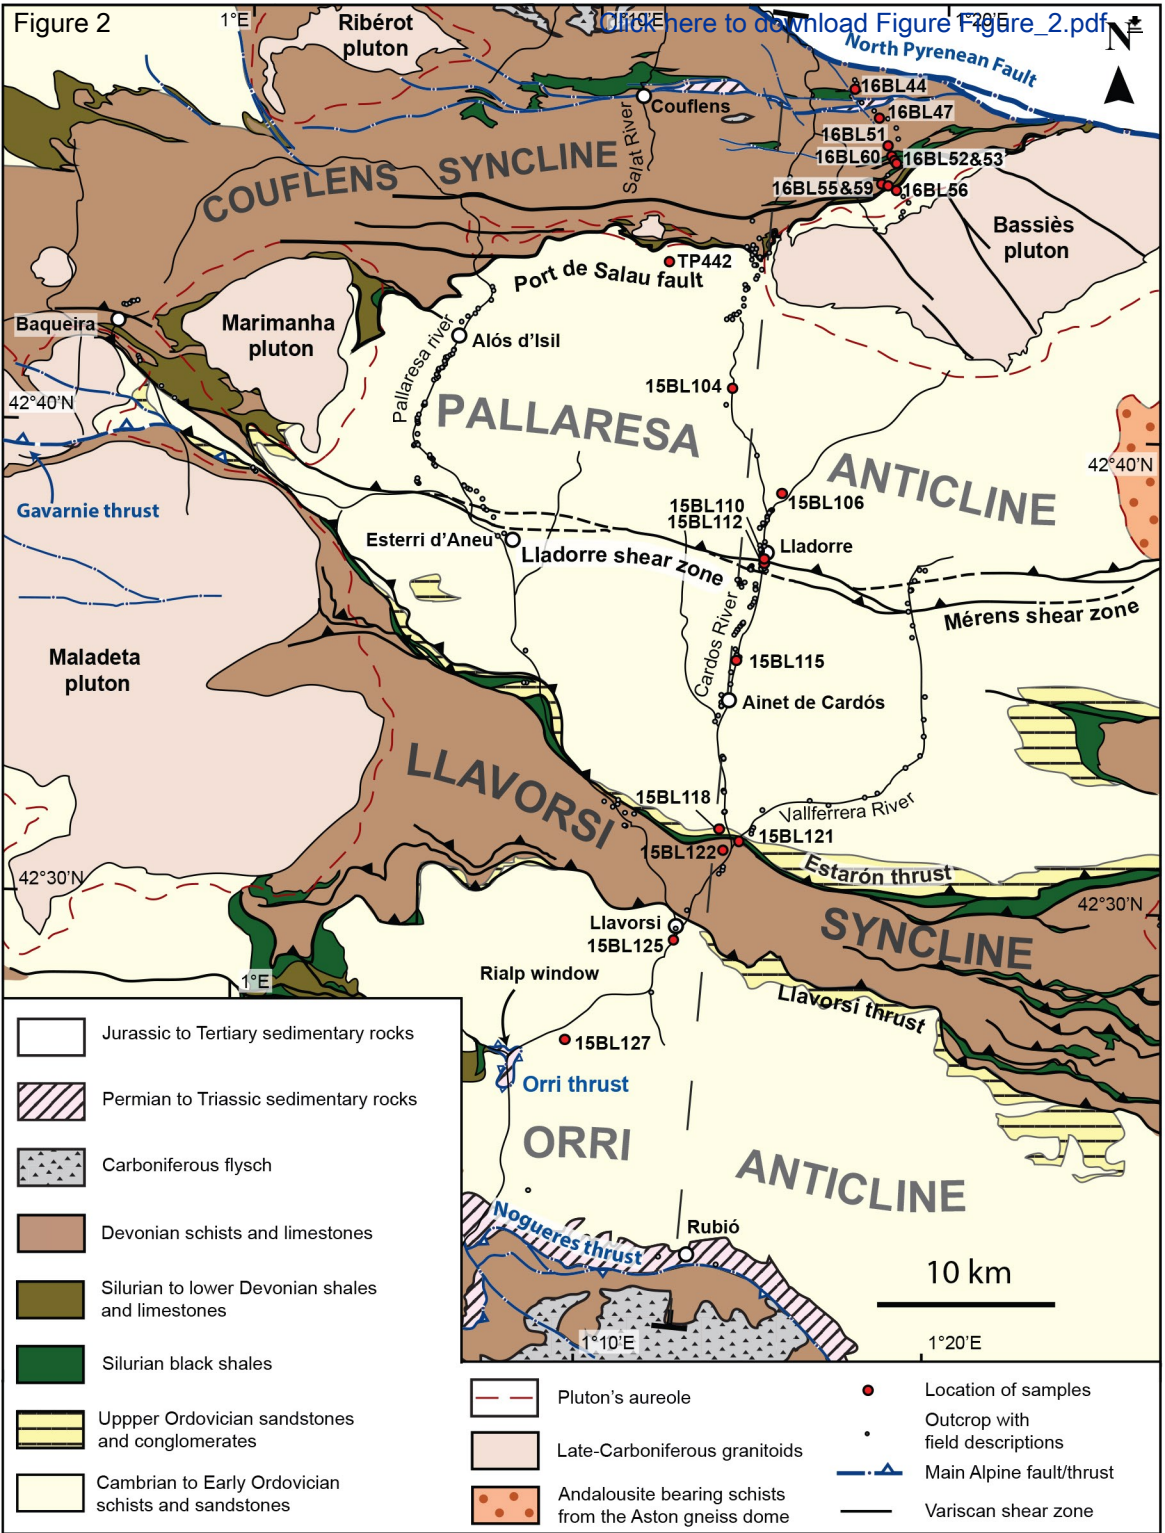 Figure 2
1°E
Ribérot
pluton
1°10'E
Click here to download Figure Figure_2.pdf
1°20'E
N
North Pyrenean Fault
16BL44
Couflens
16BL47
16BL51
Salat River
16BL60
16BL52&53
COUFLENS SYNCLINE
16BL55&59
16BL56
Bassiès
pluton
TP442
Port de Salau fault
Baqueira
Marimanha
pluton
Alós d'Isil
Pallaresa river
15BL104
42°40'N
PALLARESA
ANTICLINE
42°40'N
Gavarnie thrust
15BL106
15BL110
15BL112
Esterri d'Aneu
Lladorre
Lladorre shear zone
Mérens shear zone
Cardos River
Maladeta
pluton
15BL115
Ainet de Cardós
LLAVORSI
15BL118
Vallferrera River
15BL121
15BL122
Estarón thrust
42°30'N
42°30'N
Llavorsi
15BL125
SYNCLINE
Rialp window
1°E
Llavorsi thrust
15BL127
Orri thrust
ORRI
ANTICLINE
Nogueres thrust
Rubió
10 km
1°10'E
1°20'E
Jurassic to Tertiary sedimentary rocks
Permian to Triassic sedimentary rocks
Carboniferous flysch
Devonian schists and limestones
Silurian to lower Devonian shales
and limestones
Silurian black shales
Uppper Ordovician sandstones
and conglomerates
Cambrian to Early Ordovician
schists and sandstones
Pluton's aureole
Late-Carboniferous granitoids
Andalousite bearing schists
from the Aston gneiss dome
Location of samples
Outcrop with
field descriptions
Main Alpine fault/thrust
Variscan shear zone